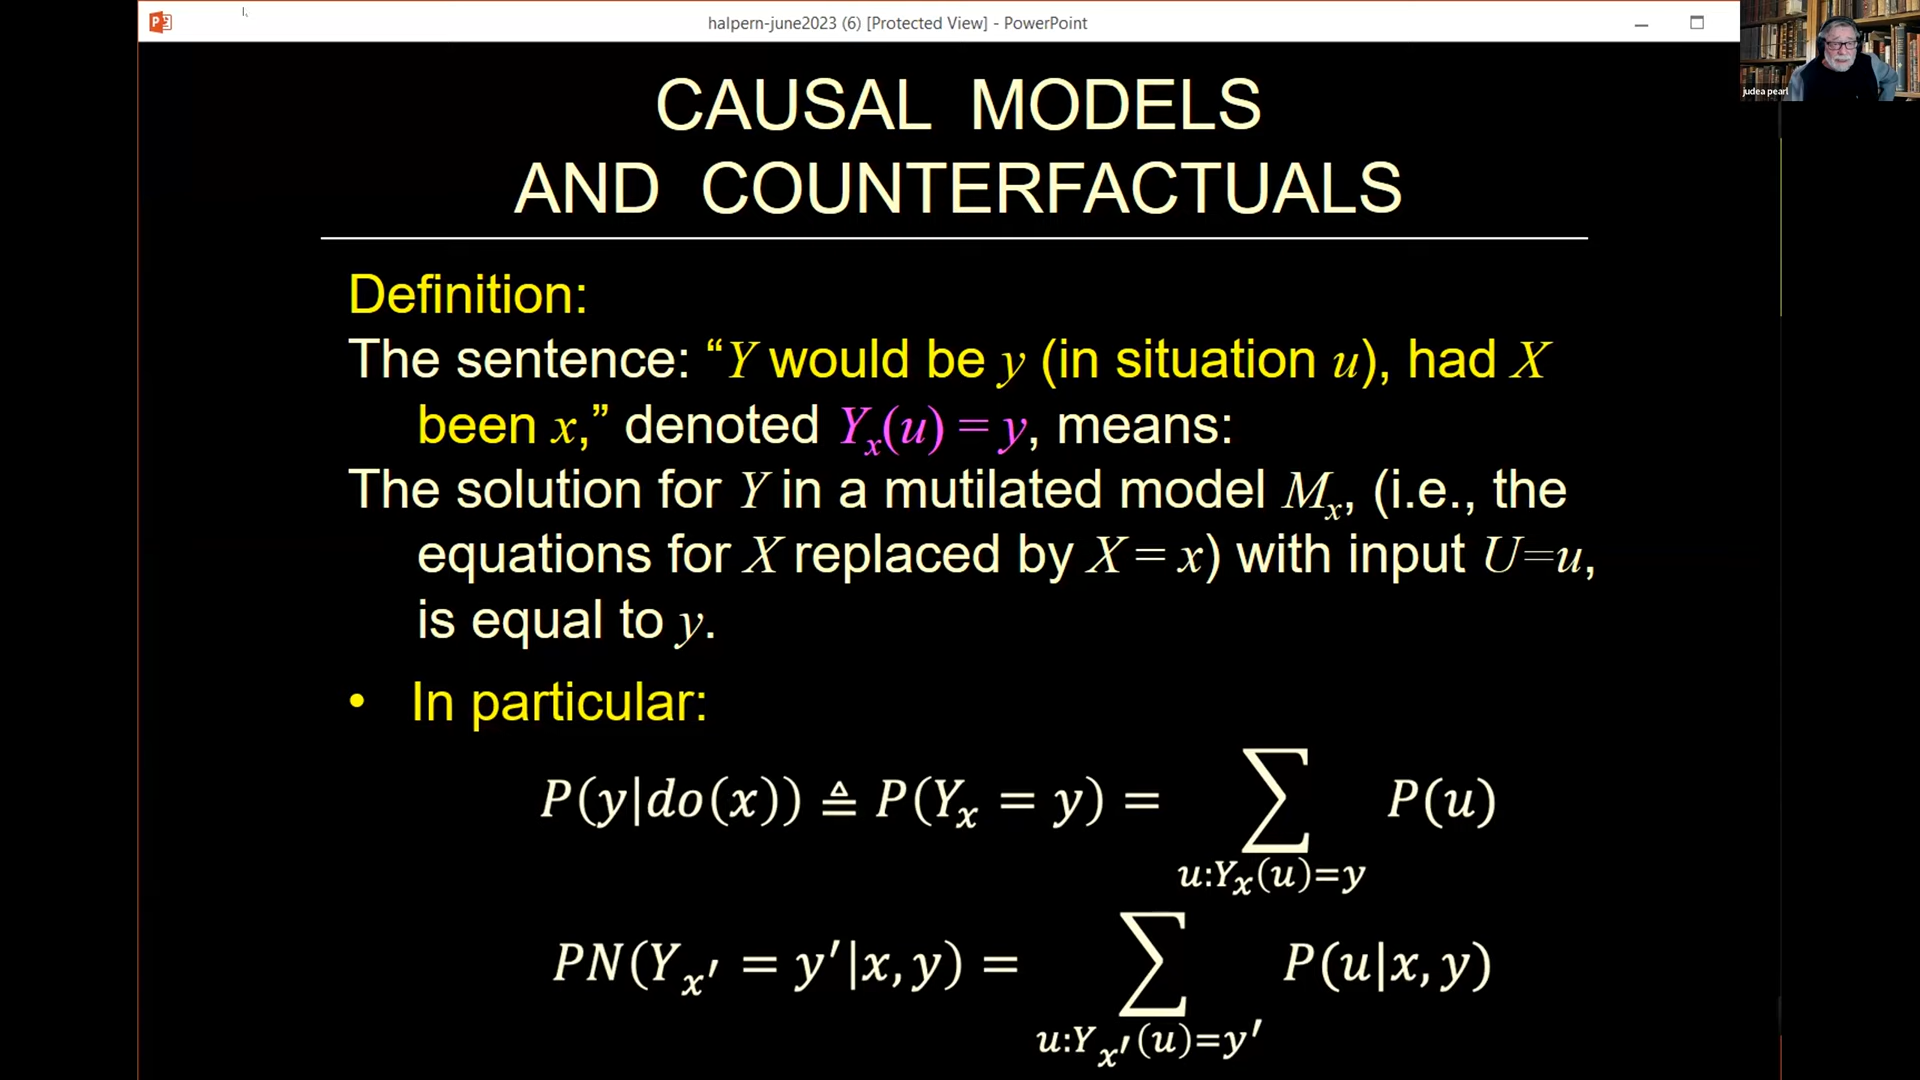 halpern-june2023 (6) [Protected View] - PowerPoint
judea pearl
CAUSAL MODELS
AND COUNTERFACTUALS
Definition:
The sentence: “Y would be y (in situation u), had X
been x,” denoted Yₓ(u) = y, means:
The solution for Y in a mutilated model Mₓ, (i.e., the
equations for X replaced by X = x) with input U=u,
is equal to y.
• In particular:
P(y|do(x)) ≜ P(Yₓ = y) = ∑ P(u)
u:Yₓ(u)=y
PN(Yₓ′ = y′|x, y) = ∑ P(u|x, y)
u:Yₓ′(u)=y′